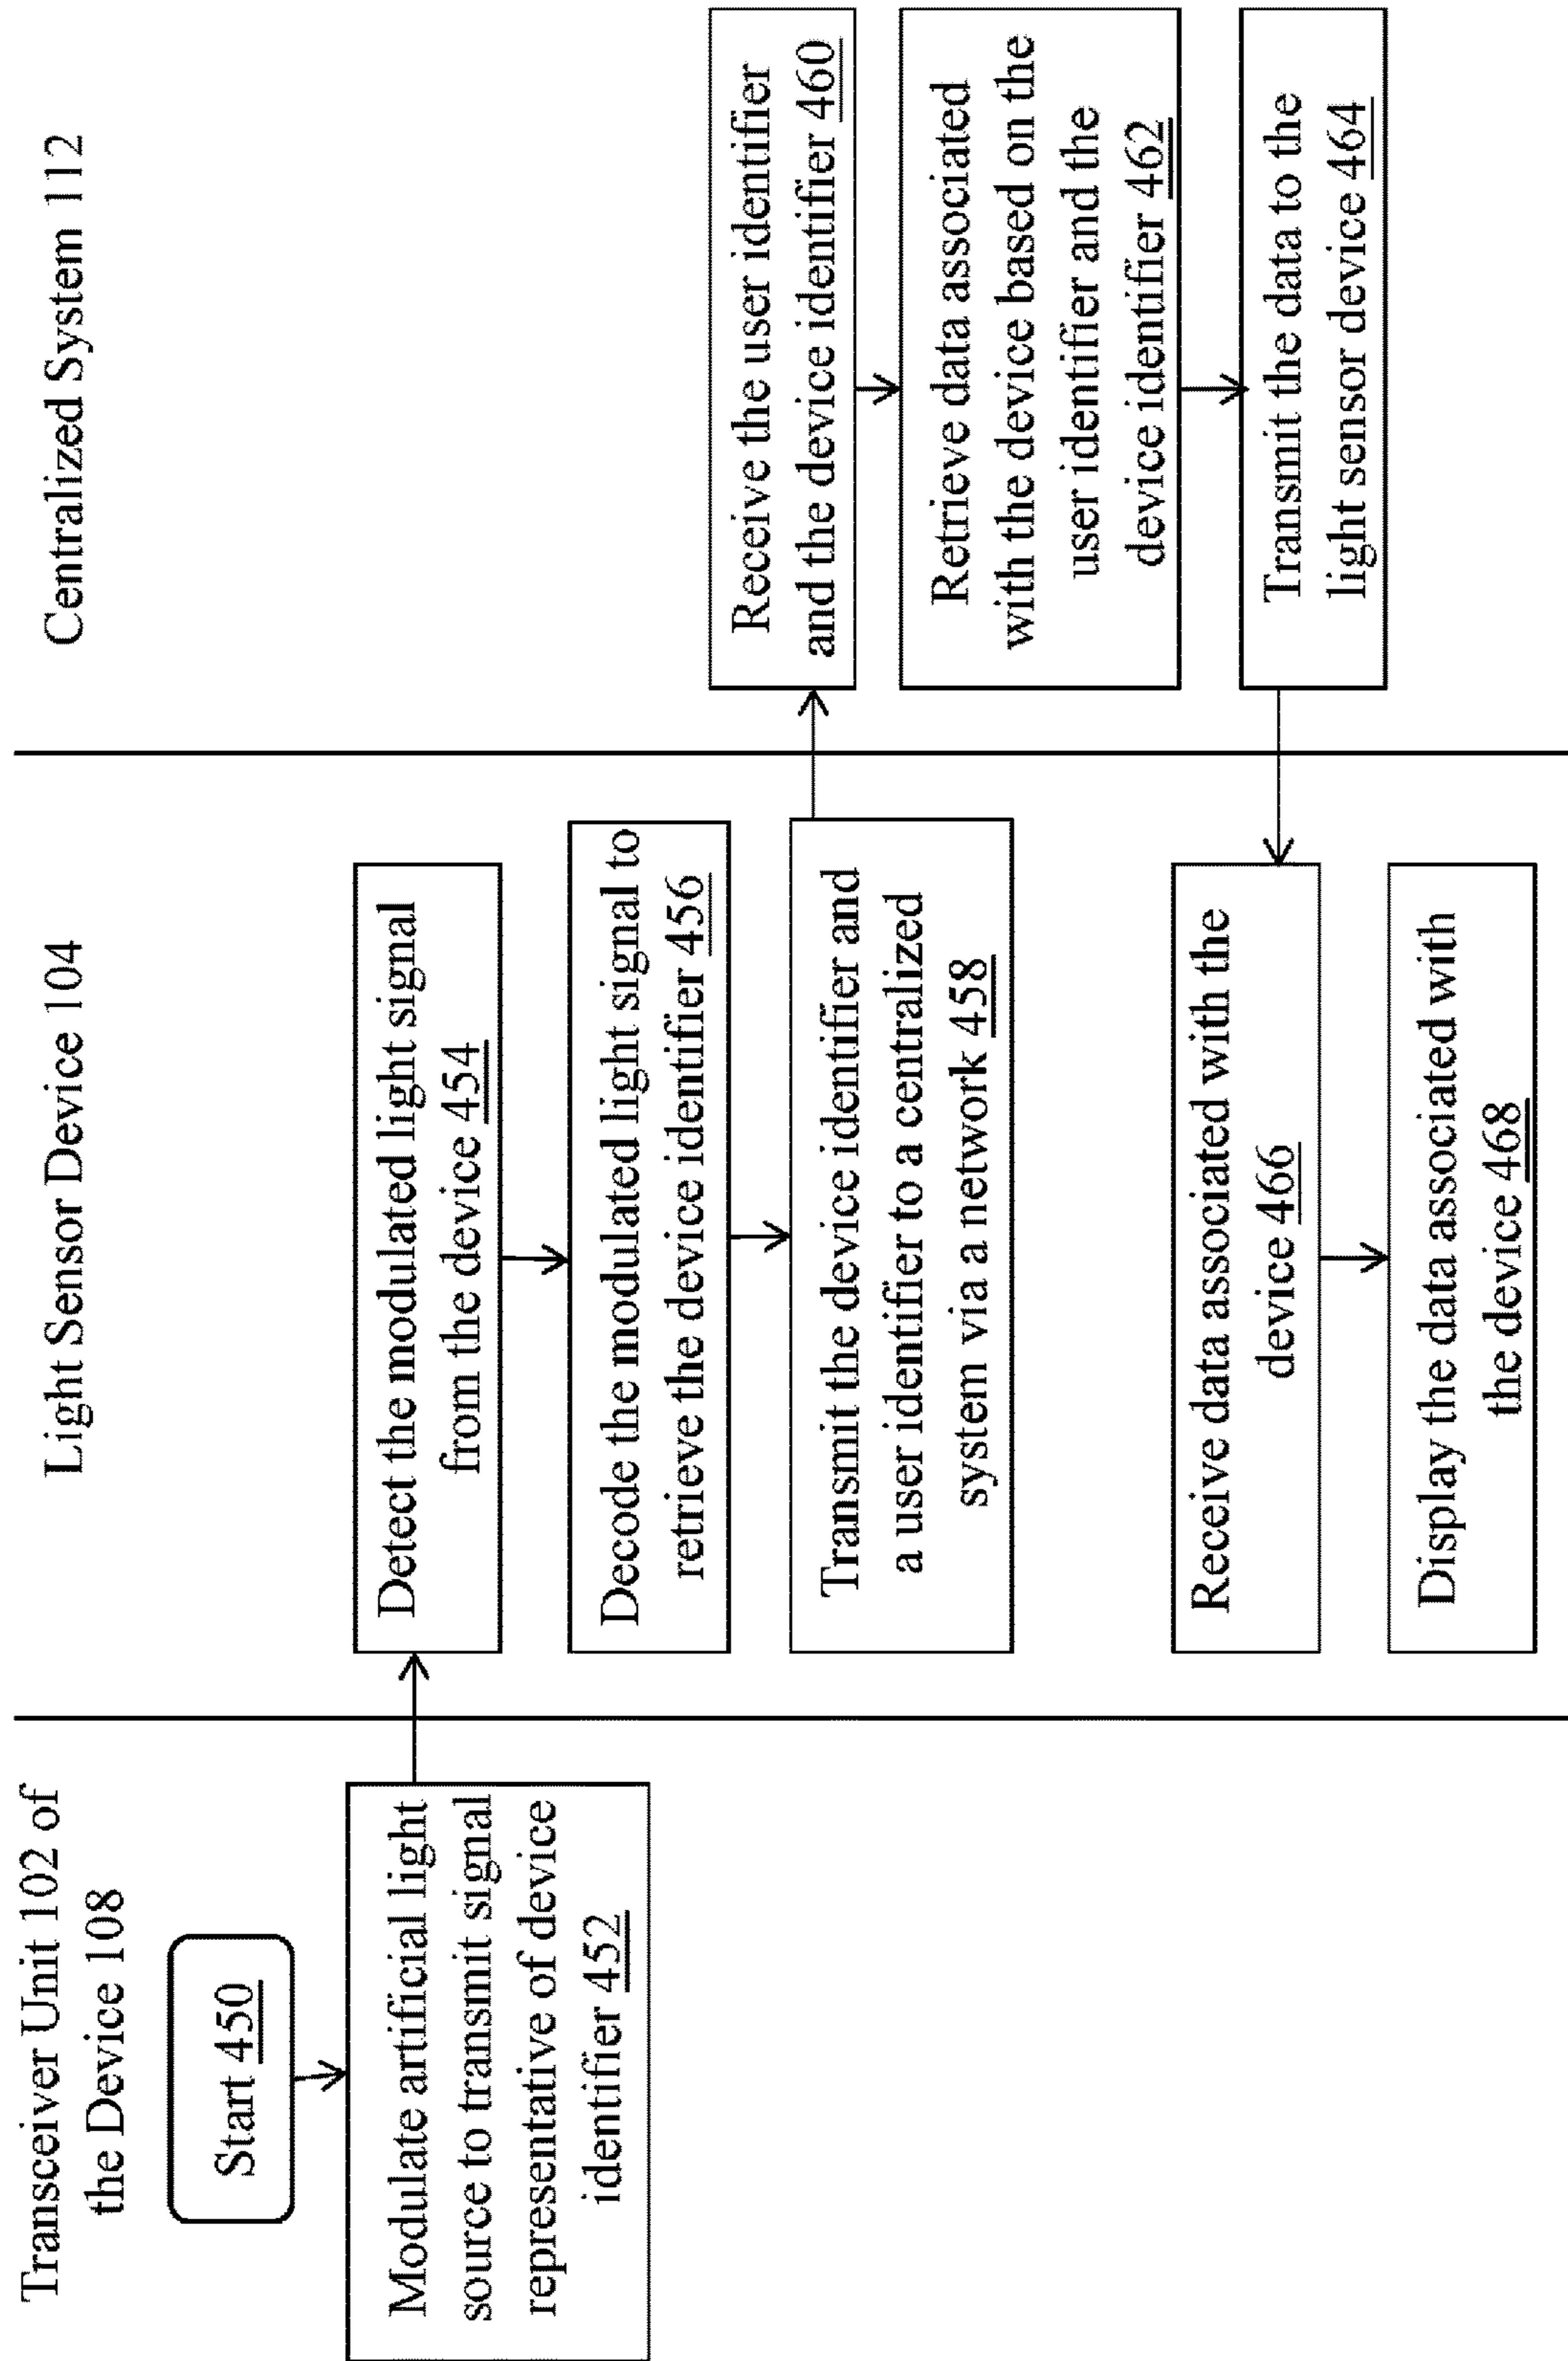 Transceiver Unit 102 of
the Device 108
Light Sensor Device 104
Centralized System 112
Start 450
Modulate artificial light
source to transmit signal
representative of device
identifier 452
Detect the modulated light signal
from the device 454
Decode the modulated light signal to
retrieve the device identifier 456
Transmit the device identifier and
a user identifier to a centralized
system via a network 458
Receive the user identifier
and the device identifier 460
Retrieve data associated
with the device based on the
user identifier and the
device identifier 462
Transmit the data to the
light sensor device 464
Receive data associated with the
device 466
Display the data associated with
the device 468